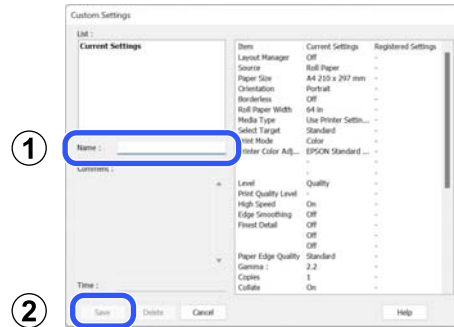 Custom Settings
List :
Current Settings
Item Current Settings Registered Settings
Layout Manager Off -
Source Roll Paper -
Paper Size A4 210 x 297 mm -
Orientation Portrait -
Borderless Off -
Roll Paper Width 64 in -
Media Type Use Printer Settin... -
Select Target Standard -
Print Mode Color -
Printer Color Adj... EPSON Standard ... -
- -
- -
Level Quality -
Print Quality Level - -
High Speed On -
Edge Smoothing Off -
Finest Detail Off -
Off -
Off -
Paper Edge Quality Standard -
Gamma : 2.2 -
Copies 1 -
Collate On -
1
Name :
Comment :
Time :
2
Save Delete Cancel Help